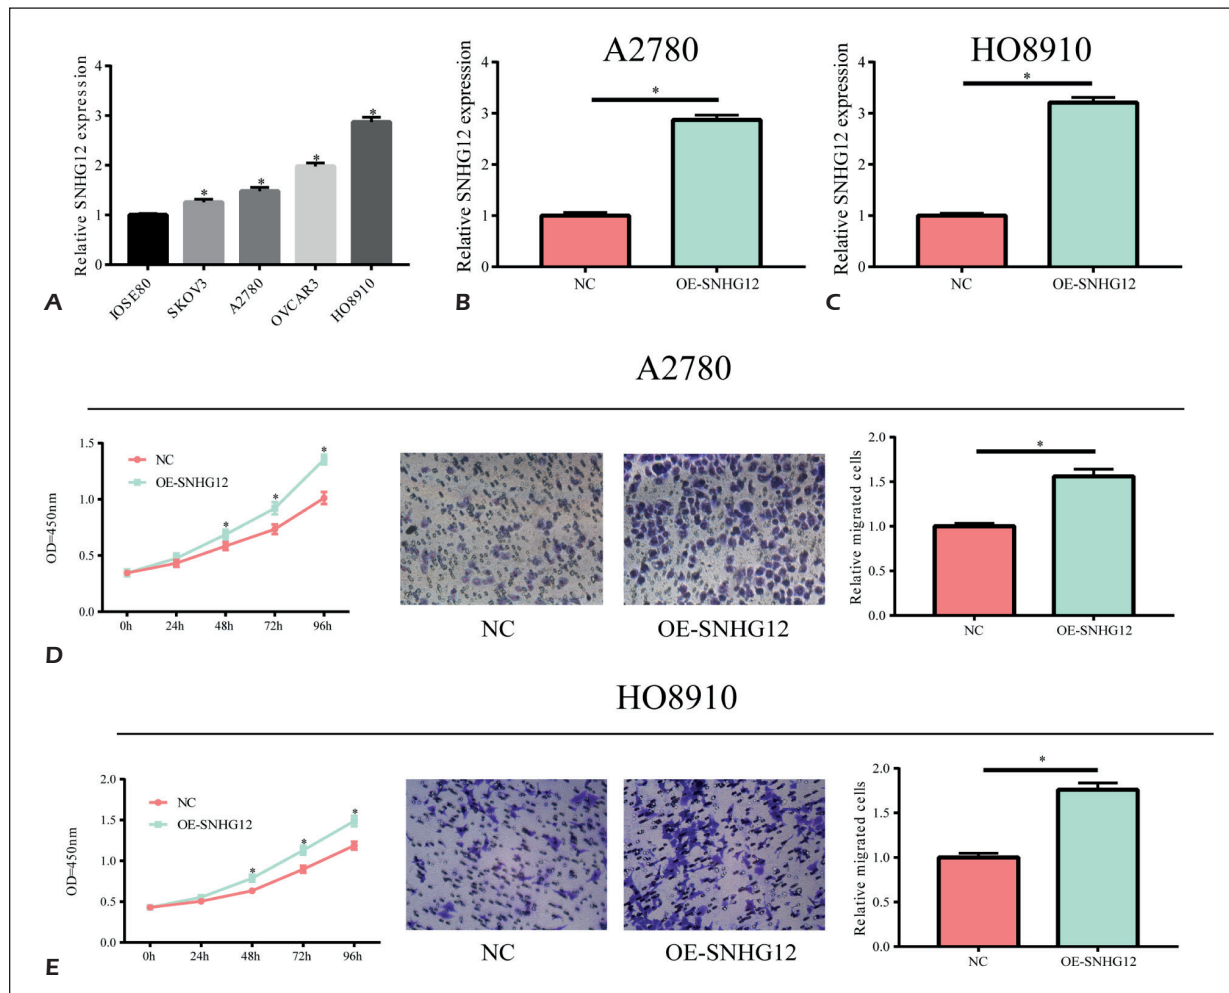 A2780
HO8910
Relative SNHG12 expression
4
3
2
1
0
*
*
*
*
IOSE80
SKOV3
A2780
OVCAR3
HO8910
A
Relative SNHG12 expression
4
3
2
1
0
*
NC
OE-SNHG12
B
Relative SNHG12 expression
4
3
2
1
0
*
NC
OE-SNHG12
C
A2780
OD=450nm
1.5
1.0
0.5
0.0
NC
OE-SNHG12
*
*
*
0h
24h
48h
72h
96h
NC
OE-SNHG12
Relative migrated cells
2.0
1.5
1.0
0.5
0.0
*
NC
OE-SNHG12
D
HO8910
OD=450nm
2.0
1.5
1.0
0.5
0.0
NC
OE-SNHG12
*
*
*
0h
24h
48h
72h
96h
NC
OE-SNHG12
Relative migrated cells
2.0
1.5
1.0
0.5
0.0
*
NC
OE-SNHG12
E